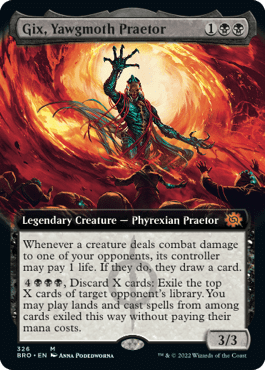 Gix, Yawgmoth Praetor 1BB
Legendary Creature — Phyrexian Praetor
Whenever a creature deals combat damage
to one of your opponents, its controller
may pay 1 life. If they do, they draw a card.
4BBB, Discard X cards: Exile the top
X cards of target opponent's library. You
may play lands and cast spells from among
cards exiled this way without paying their
mana costs.
3/3
326 M
BRO • EN Anna Podedworna ™ & © 2022 Wizards of the Coast